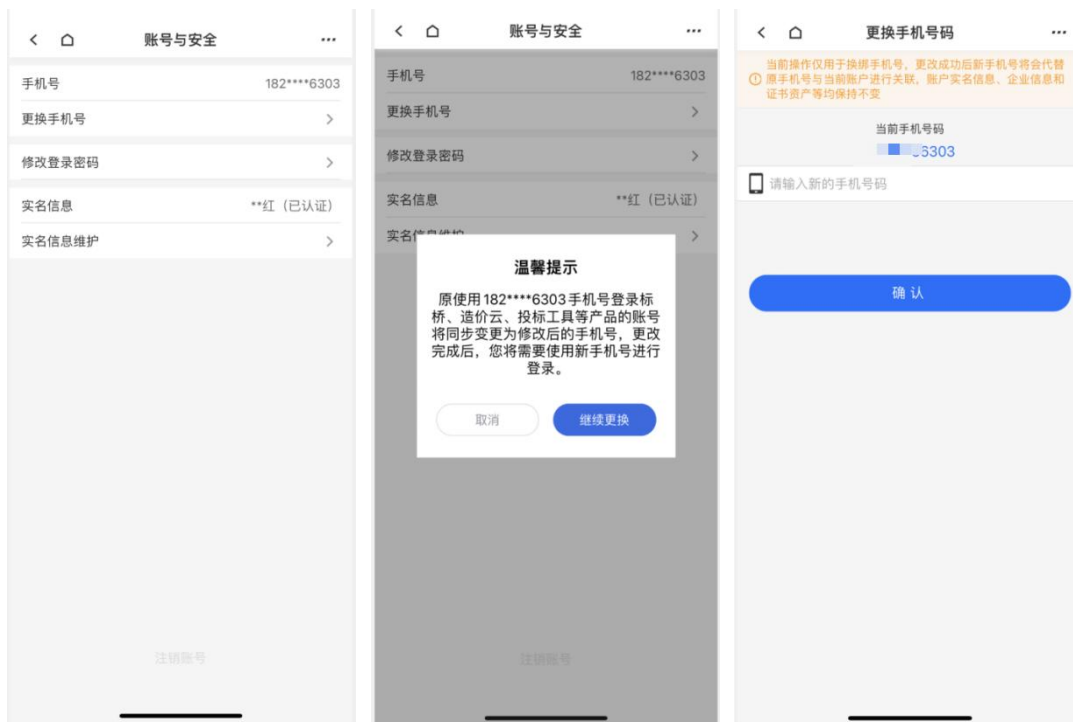 账号与安全
手机号
182****6303
更换手机号
修改登录密码
实名信息
**红（已认证）
实名信息维护
注销账号
账号与安全
手机号
182****6303
更换手机号
修改登录密码
实名信息
**红（已认证）
温馨提示
原使用182****6303手机号登录标
桥、造价云、投标工具等产品的账号
将同步变更为修改后的手机号，更改
完成后，您将需要使用新手机号进行
登录。
取消
继续更换
注销账号
更换手机号码
当前操作仅用于换绑手机号，更改成功后新手机号将会代替
原手机号与当前账户进行关联，账户实名信息、企业信息和
证书资产等均保持不变
当前手机号码
6303
请输入新的手机号码
确 认